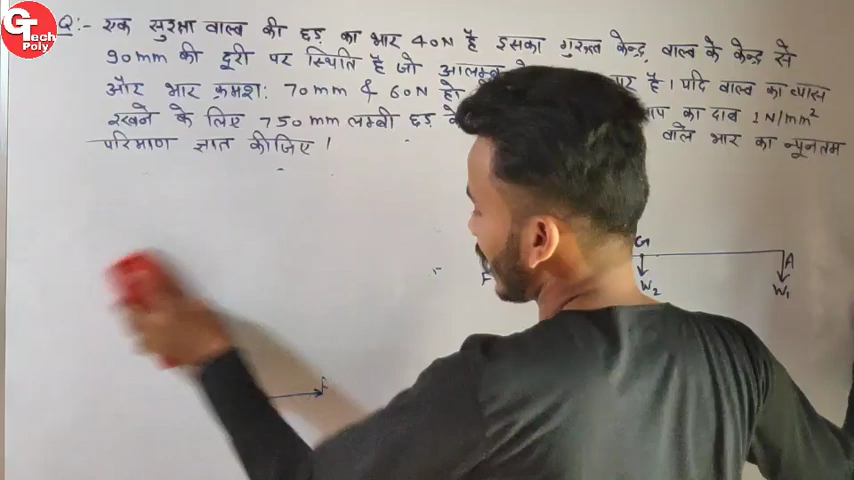 GTech Poly
Q:- एक सुरक्षा वाल्व की छड़ का भार 40N है इसका गुरुत्व केन्द्र, वाल्व के केन्द्र से
90mm की दूरी पर स्थिति है जो आलम्ब पर है। यदि वाल्व का व्यास
और भार क्रमश: 70mm & 60N हो दाब 1N/mm²
रखने के लिए 750mm लम्बी छड़ वाले भार का न्यूनतम
परिमाण ज्ञात कीजिए !
G A
F W₂ W₁
F